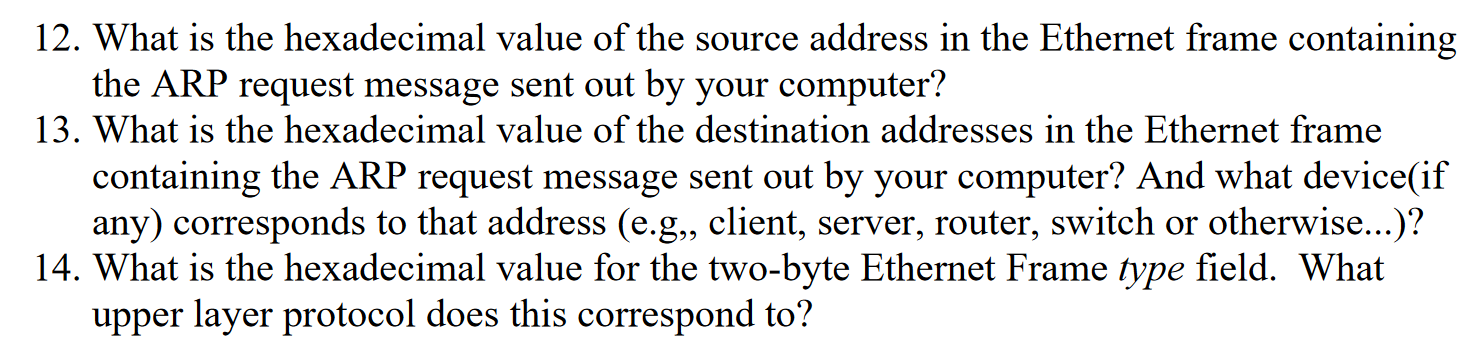 12. What is the hexadecimal value of the source address in the Ethernet frame containing
the ARP request message sent out by your computer?
13. What is the hexadecimal value of the destination addresses in the Ethernet frame
containing the ARP request message sent out by your computer? And what device(if
any) corresponds to that address (e.g,, client, server, router, switch or otherwise...)?
14. What is the hexadecimal value for the two-byte Ethernet Frame type field.  What
upper layer protocol does this correspond to?